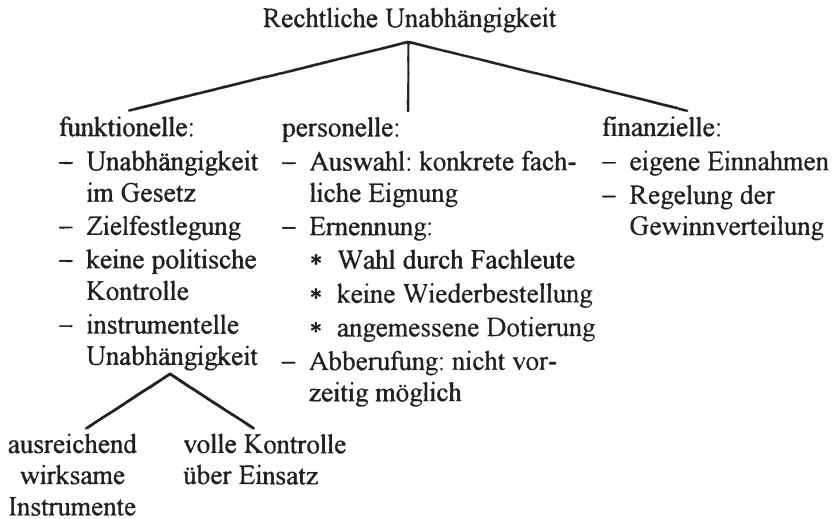 Rechtliche Unabhängigkeit
funktionelle:
– Unabhängigkeit
im Gesetz
– Zielfestlegung
– keine politische
Kontrolle
– instrumentelle
Unabhängigkeit
ausreichend
wirksame
Instrumente
volle Kontrolle
über Einsatz
personelle:
– Auswahl: konkrete fach-
liche Eignung
– Ernennung:
* Wahl durch Fachleute
* keine Wiederbestellung
* angemessene Dotierung
– Abberufung: nicht vor-
zeitig möglich
finanzielle:
– eigene Einnahmen
– Regelung der
Gewinnverteilung